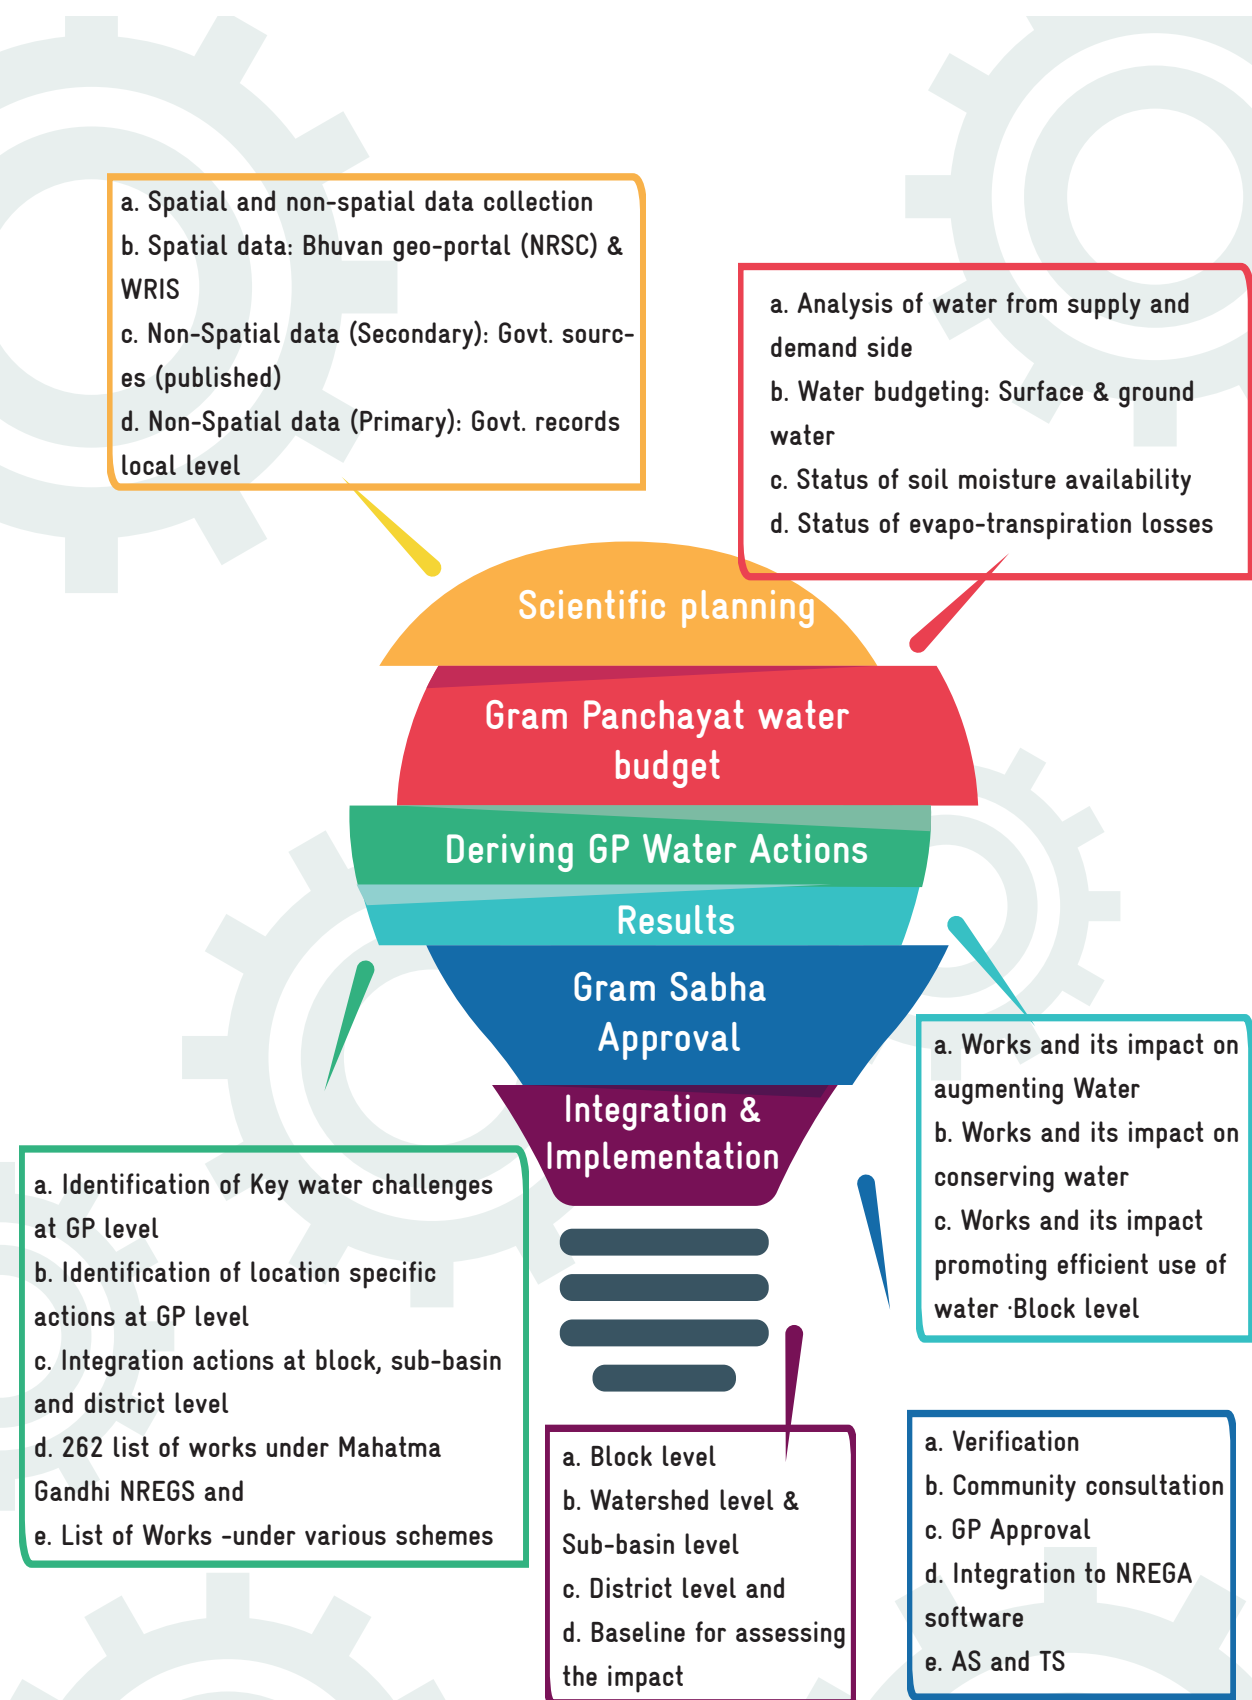 a. Spatial and non-spatial data collection
b. Spatial data: Bhuvan geo-portal (NRSC) &
WRIS
c. Non-Spatial data (Secondary): Govt. sourc-
es (published)
d. Non-Spatial data (Primary): Govt. records
local level
a. Analysis of water from supply and
demand side
b. Water budgeting: Surface & ground
water
c. Status of soil moisture availability
d. Status of evapo-transpiration losses
Scientific planning
Gram Panchayat water
budget
Deriving GP Water Actions
Results
Gram Sabha
Approval
Integration &
Implementation
a. Works and its impact on
augmenting Water
b. Works and its impact on
conserving water
c. Works and its impact
promoting efficient use of
water ·Block level
a. Identification of Key water challenges
at GP level
b. Identification of location specific
actions at GP level
c. Integration actions at block, sub-basin
and district level
d. 262 list of works under Mahatma
Gandhi NREGS and
e. List of Works -under various schemes
a. Block level
b. Watershed level &
Sub-basin level
c. District level and
d. Baseline for assessing
the impact
a. Verification
b. Community consultation
c. GP Approval
d. Integration to NREGA
software
e. AS and TS